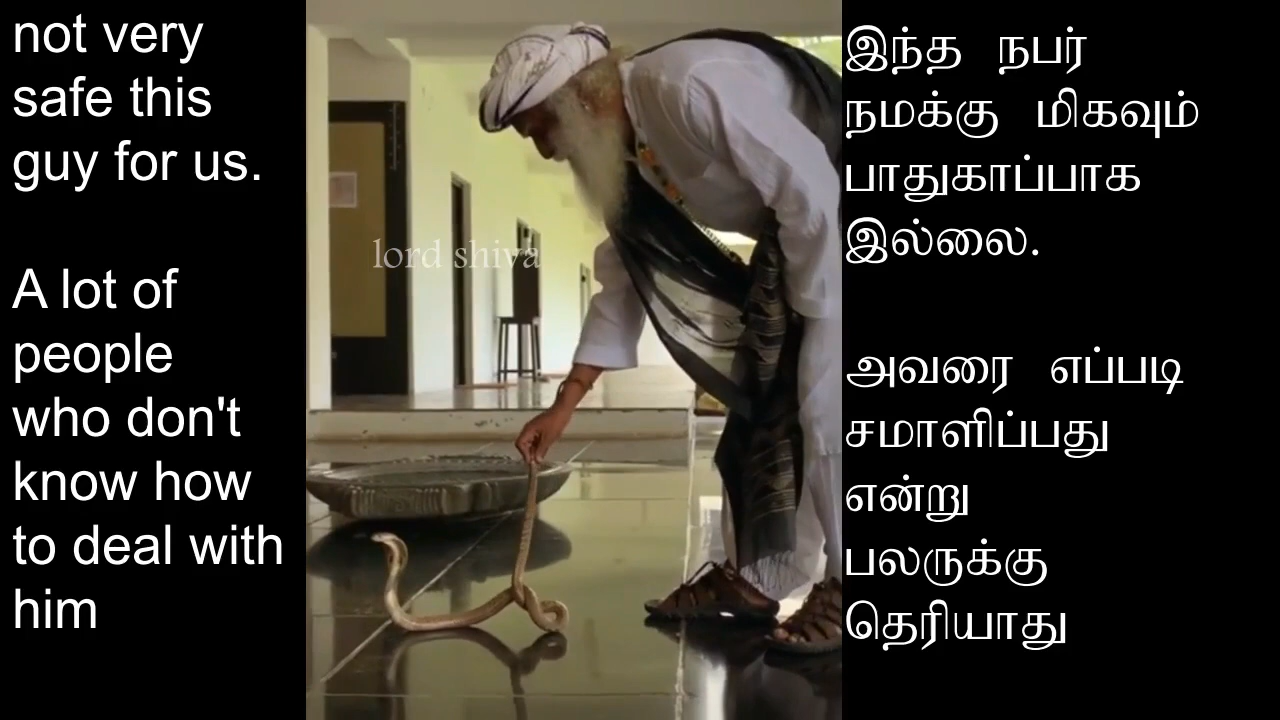 not very
safe this
guy for us.
A lot of
people
who don't
know how
to deal with
him
lord shiva
இந்த நபர்
நமக்கு மிகவும்
பாதுகாப்பாக
இல்லை.
அவரை எப்படி
சமாளிப்பது
என்று
பலருக்கு
தெரியாது